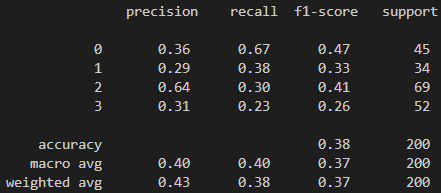 precision recall f1-score support
0 0.36 0.67 0.47 45
1 0.29 0.38 0.33 34
2 0.64 0.30 0.41 69
3 0.31 0.23 0.26 52
accuracy 0.38 200
macro avg 0.40 0.40 0.37 200
weighted avg 0.43 0.38 0.37 200